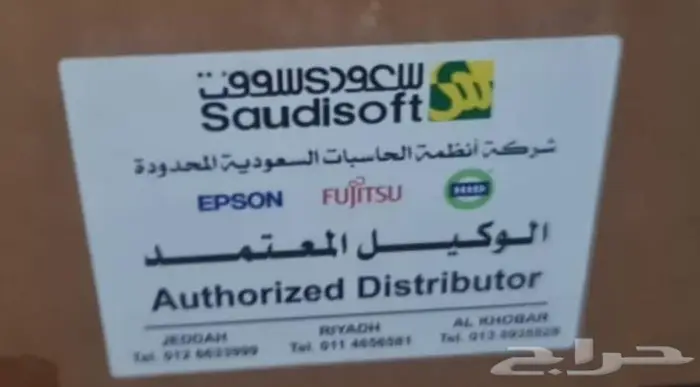 سعودي سوفت
Saudisoft
شركة أنظمة الحاسبات السعودية المحدودة
EPSON FUJITSU HHP
الوكيل المعتمد
Authorized Distributor
JEDDAH RIYADH AL KHOBAR
Tel. 011 4656581
حراج